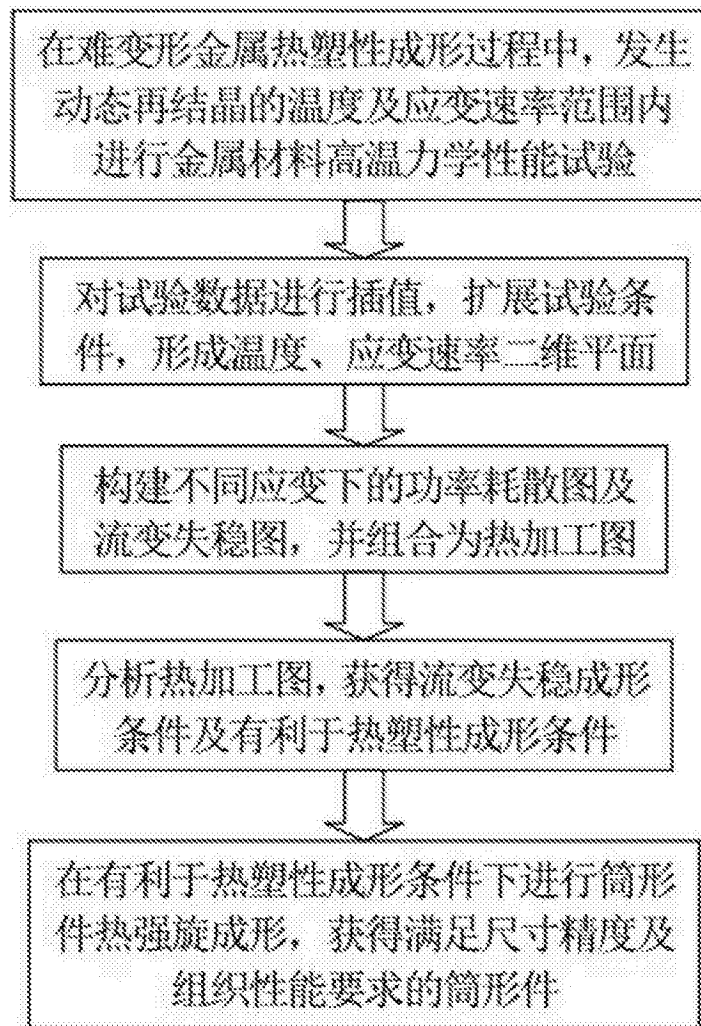 在难变形金属热塑性成形过程中，发生
动态再结晶的温度及应变速率范围内
进行金属材料高温力学性能试验
对试验数据进行插值，扩展试验条
件，形成温度、应变速率二维平面
构建不同应变下的功率耗散图及
流变失稳图，并组合为热加工图
分析热加工图，获得流变失稳成形
条件及有利于热塑性成形条件
在有利于热塑性成形条件下进行筒形
件热强旋成形，获得满足尺寸精度及
组织性能要求的筒形件